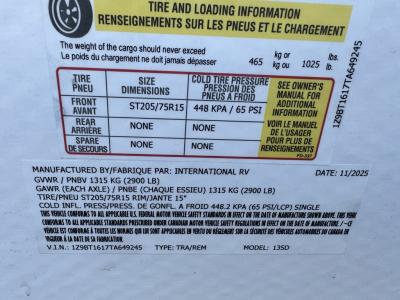 TIRE AND LOADING INFORMATION
RENSEIGNEMENTS SUR LES PNEUS ET LE CHARGEMENT
The weight of the cargo should never exceed
Le poids du chargement ne doit jamais dépasser
465 kg or kg ou 1025 lbs. or lb.
TIRE PNEU
SIZE DIMENSIONS
COLD TIRE PRESSURE PRESSION DES PNEUS A FROID
SEE OWNER'S MANUAL FOR ADDITIONAL INFORMATION
VOIR LE MANUEL DE L'USAGER POUR PLUS DE RENSEIGNEMENTS
FRONT AVANT
ST205/75R15
448 KPA / 65 PSI
REAR ARRIÈRE
NONE
NONE
SPARE DE SECOURS
NONE
NONE
1Z9BT1617TA649245
MANUFACTURED BY/FABRIQUE PAR: INTERNATIONAL RV
DATE: 11/2025
GVWR / PNBV 1315 KG (2900 LB)
GAWR (EACH AXLE) / PNBE (CHAQUE ESSIEU) 1315 KG (2900 LB)
TIRE/PNEU ST205/75R15 RIM/JANTE 15"
COLD INFL. PRESS./PRESS. DE GONFL. A FROID 448.2 KPA (65 PSI/LCP) SINGLE
V.I.N.: 1Z9BT1617TA649245
TYPE: TRA/REM
MODEL: 13SD